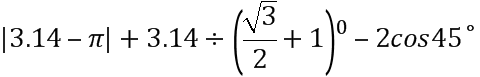 |3.14 − π| + 3.14 ÷ (√3/2 + 1)^0 − 2cos45°